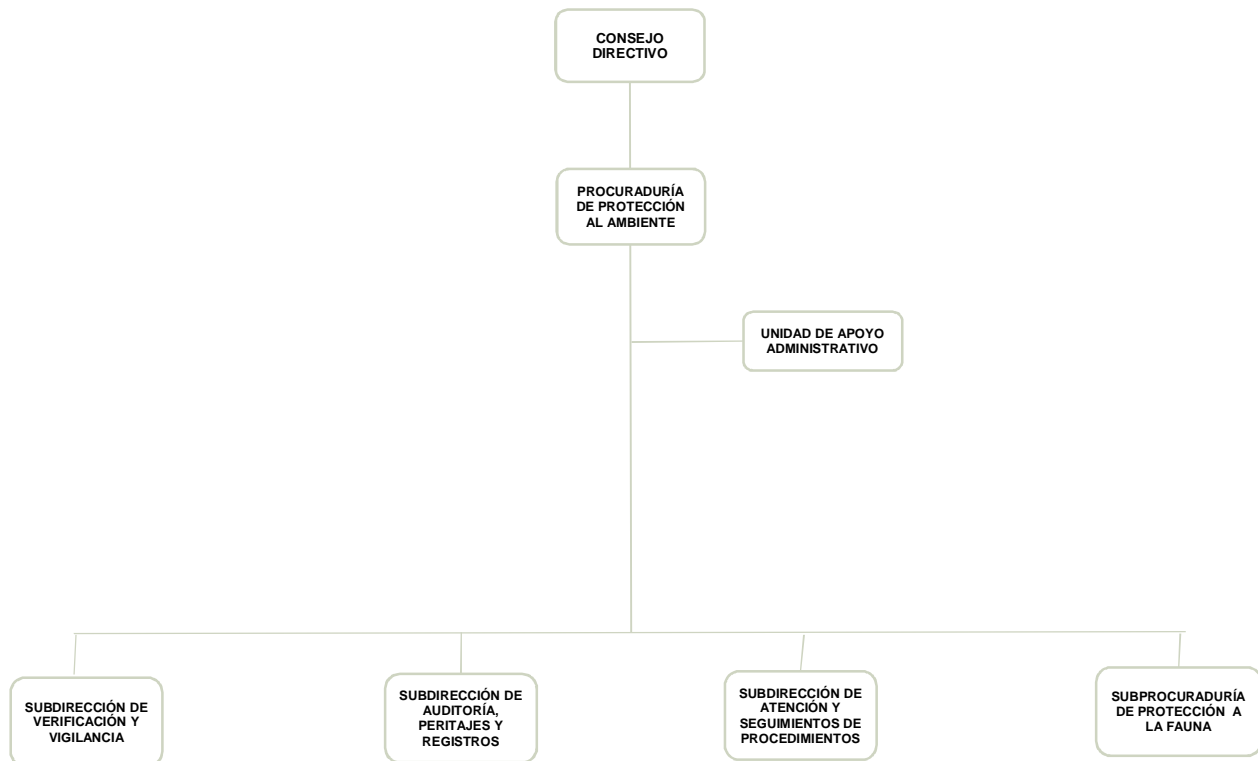 CONSEJO
DIRECTIVO
PROCURADURÍA
DE PROTECCIÓN
AL AMBIENTE
UNIDAD DE APOYO
ADMINISTRATIVO
SUBDIRECCIÓN DE
VERIFICACIÓN Y
VIGILANCIA
SUBDIRECCIÓN DE
AUDITORÍA,
PERITAJES Y
REGISTROS
SUBDIRECCIÓN DE
ATENCIÓN Y
SEGUIMIENTOS DE
PROCEDIMIENTOS
SUBPROCURADURÍA
DE PROTECCIÓN A
LA FAUNA